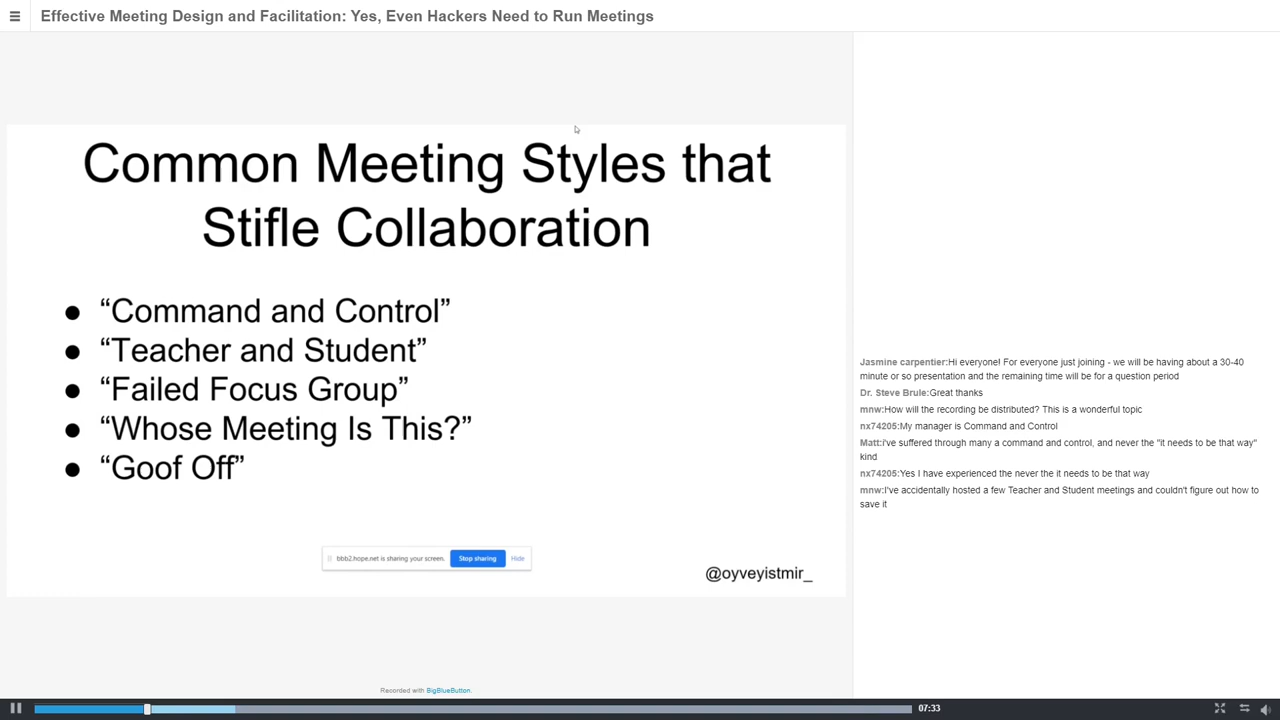 Effective Meeting Design and Facilitation: Yes, Even Hackers Need to Run Meetings
Common Meeting Styles that
Stifle Collaboration
● “Command and Control”
● “Teacher and Student”
● “Failed Focus Group”
● “Whose Meeting Is This?”
● “Goof Off”
bbb2.hope.net is sharing your screen. Stop sharing Hide
@oyveyistmir_
Jasmine carpentier:Hi everyone! For everyone just joining - we will be having about a 30-40
minute or so presentation and the remaining time will be for a question period
Dr. Steve Brule:Great thanks
mnw:How will the recording be distributed? This is a wonderful topic
nx74205:My manager is Command and Control
Matt:i've suffered through many a command and control, and never the "it needs to be that way"
kind
nx74205:Yes I have experienced the never the it needs to be that way
mnw:I've accidentally hosted a few Teacher and Student meetings and couldn't figure out how to
save it
Recorded with BigBlueButton.
07:33